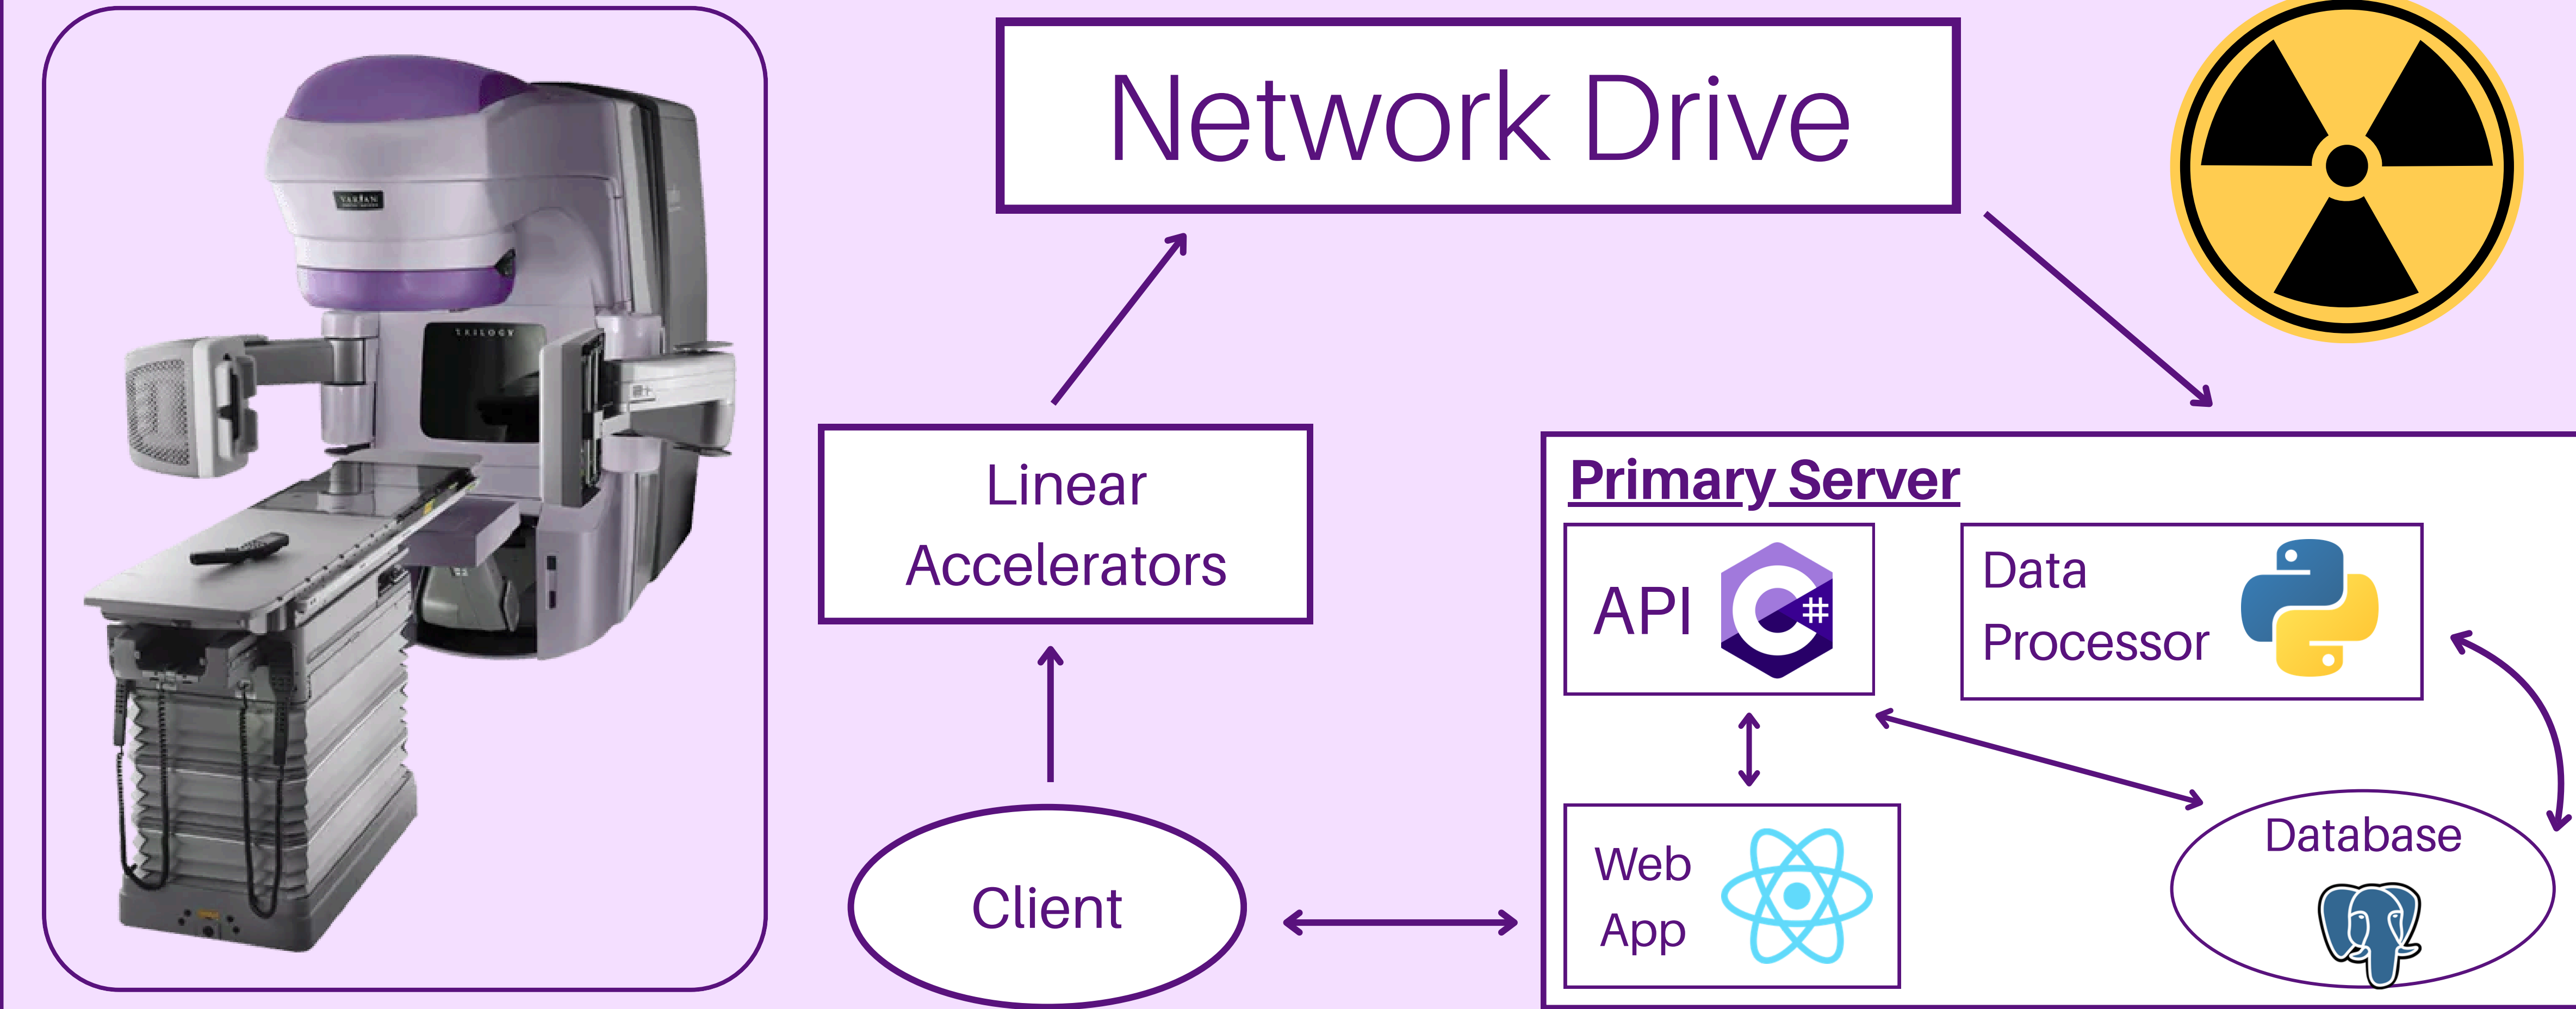 VARIAN
TRILOGY
Network Drive
Linear
Accelerators
Client
Primary Server
API
#
Data
Processor
Web
App
Database